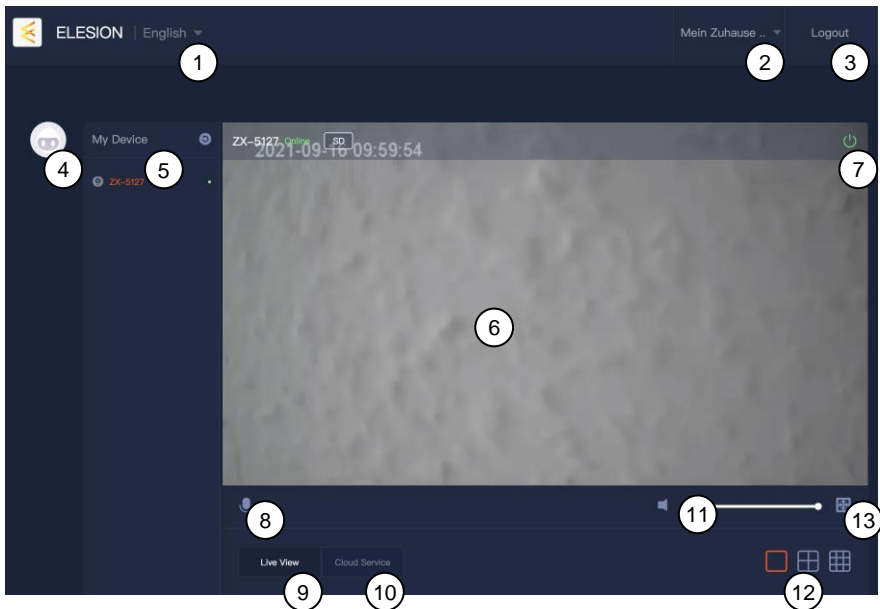 ELESION | English
Mein Zuhause ..
Logout
1
2
3
My Device
4
5
ZX-5127
ZX-5127 Online SD
2021-09-16 09:59:54
7
6
8
11
13
Live View
Cloud Service
9
10
12